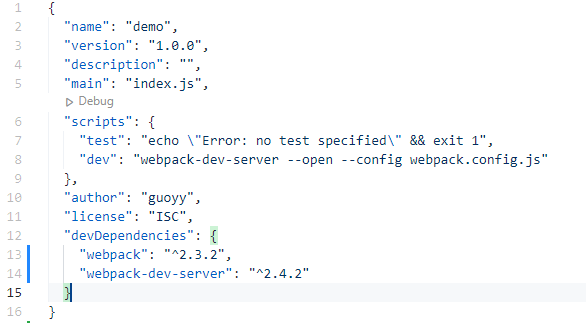 1 {
2 "name": "demo",
3 "version": "1.0.0",
4 "description": "",
5 "main": "index.js",
Debug
6 "scripts": {
7 "test": "echo \"Error: no test specified\" && exit 1",
8 "dev": "webpack-dev-server --open --config webpack.config.js"
9 },
10 "author": "guoyy",
11 "license": "ISC",
12 "devDependencies": {
13 "webpack": "^2.3.2",
14 "webpack-dev-server": "^2.4.2"
15 }
16 }